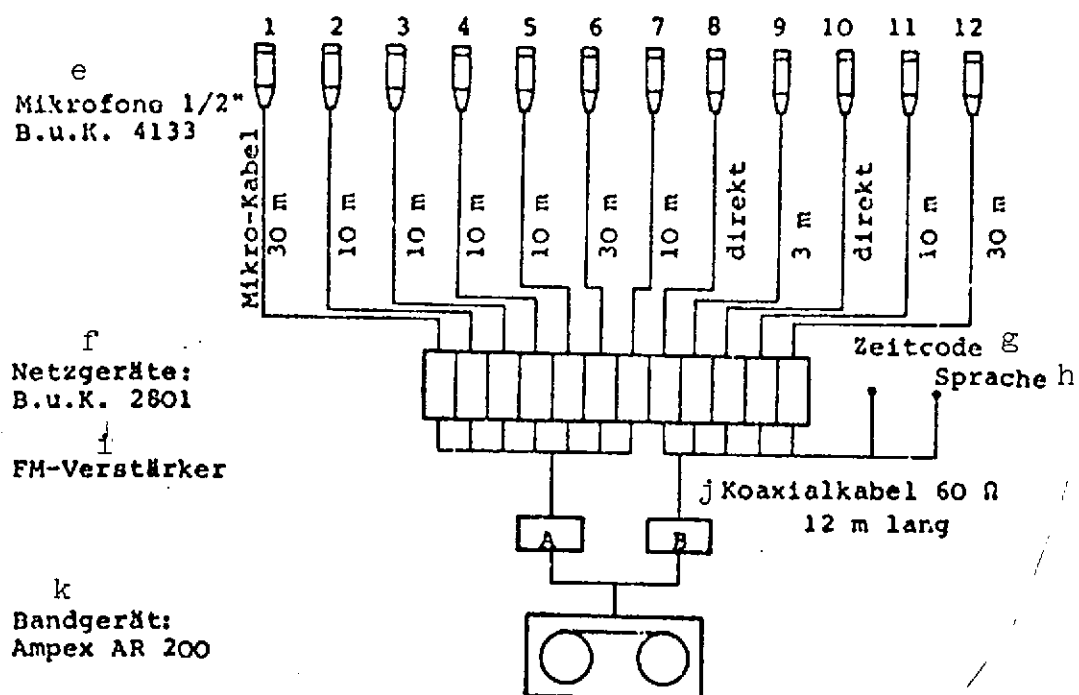 1 2 3 4 5 6 7 8 9 10 11 12
e
Mikrofono 1/2"
B.u.K. 4133
Mikro-Kabel
30 m
10 m
10 m
10 m
10 m
30 m
10 m
direkt
3 m
direkt
10 m
30 m
f
Netzgeräte:
B.u.K. 2801
Zeitcode g
Sprache h
i
FM-Verstärker
j Koaxialkabel 60 Ω
12 m lang
A B
k
Bandgerät:
Ampex AR 200